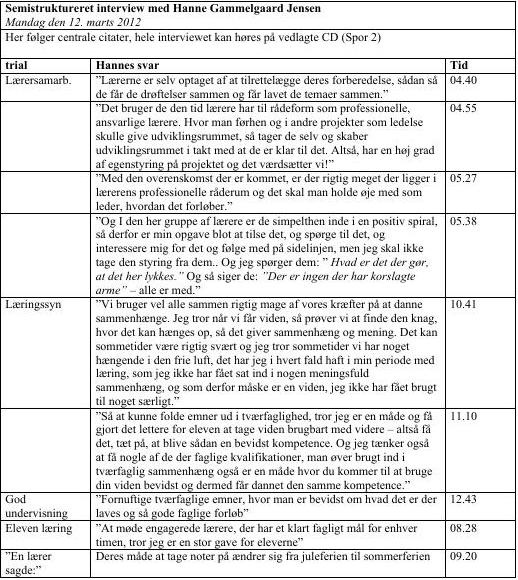 Semistruktureret interview med Hanne Gammelgaard Jensen
Mandag den 12. marts 2012
Her følger centrale citater, hele interviewet kan høres på vedlagte CD (Spor 2)
trial Hannes svar Tid
Lærersamarb. ”Lærerne er selv optaget af at tilrettelægge deres forberedelse, sådan så 04.40
de får de drøftelser sammen og får lavet de temaer sammen.”
”Det bruger de den tid lærere har til rådeform som professionelle, 04.55
ansvarlige lærere. Hvor man førhen og i andre projekter som ledelse
skulle give udviklingsrummet, så tager de selv og skaber
udviklingsrummet i takt med at de er klar til det. Altså, har en høj grad
af egenstyring på projektet og det værdsætter vi!”
”Med den overenskomst der er kommet, er der rigtig meget der ligger i 05.27
lærerens professionelle råderum og det skal man holde øje med som
leder, hvordan det forløber.”
”Og I den her gruppe af lærere er de simpelthen inde i en positiv spiral, 05.38
så derfor er min opgave blot at tilse det, og spørge til det, og
interessere mig for det og følge med på sidelinjen, men jeg skal ikke
tage den styring fra dem.. Og jeg spørger dem: ” Hvad er det der gør,
at det her lykkes.” Og så siger de: ”Der er ingen der har korslagte
arme” – alle er med.”
Læringssyn ”Vi bruger vel alle sammen rigtig mage af vores kræfter på at danne 10.41
sammenhænge. Jeg tror når vi får viden, så prøver vi at finde den knag,
hvor det kan hænges op, så det giver sammenhæng og mening. Det kan
sommetider være rigtig svært og jeg tror sommetider vi har noget
hængende i den frie luft, det har jeg i hvert fald haft i min periode med
læring, som jeg ikke har fået sat ind i nogen meningsfuld
sammenhæng, og som derfor måske er en viden, jeg ikke har fået brugt
til noget særligt.”
”Så at kunne folde emner ud i tværfaglighed, tror jeg er en måde og få 11.10
gjort det lettere for eleven at tage viden brugbart med videre – altså få
det, tæt på, at blive sådan en bevidst kompetence. Og jeg tænker også
at få nogle af de der faglige kvalifikationer, man øver brugt ind i
tværfaglig sammenhæng også er en måde hvor du kommer til at bruge
din viden bevidst og dermed får dannet den samme kompetence.”
God ”Fornuftige tværfaglige emner, hvor man er bevidst om hvad det er der 12.43
undervisning laves og så gode faglige forløb”
Eleven læring ”At møde engagerede lærere, der har et klart fagligt mål for enhver 08.28
timen, tror jeg er en stor gave for eleverne”
”En lærer Deres måde at tage noter på ændrer sig fra juleferien til sommerferien 09.20
sagde:”